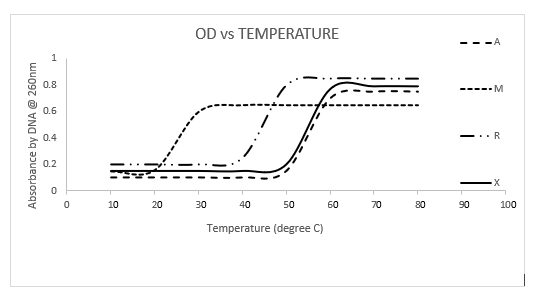 OD vs TEMPERATURE
Absorbance by DNA @ 260nm
1
0.8
0.6
0.4
0.2
0
0 10 20 30 40 50 60 70 80 90 100
Temperature (degree C)
A
M
R
X